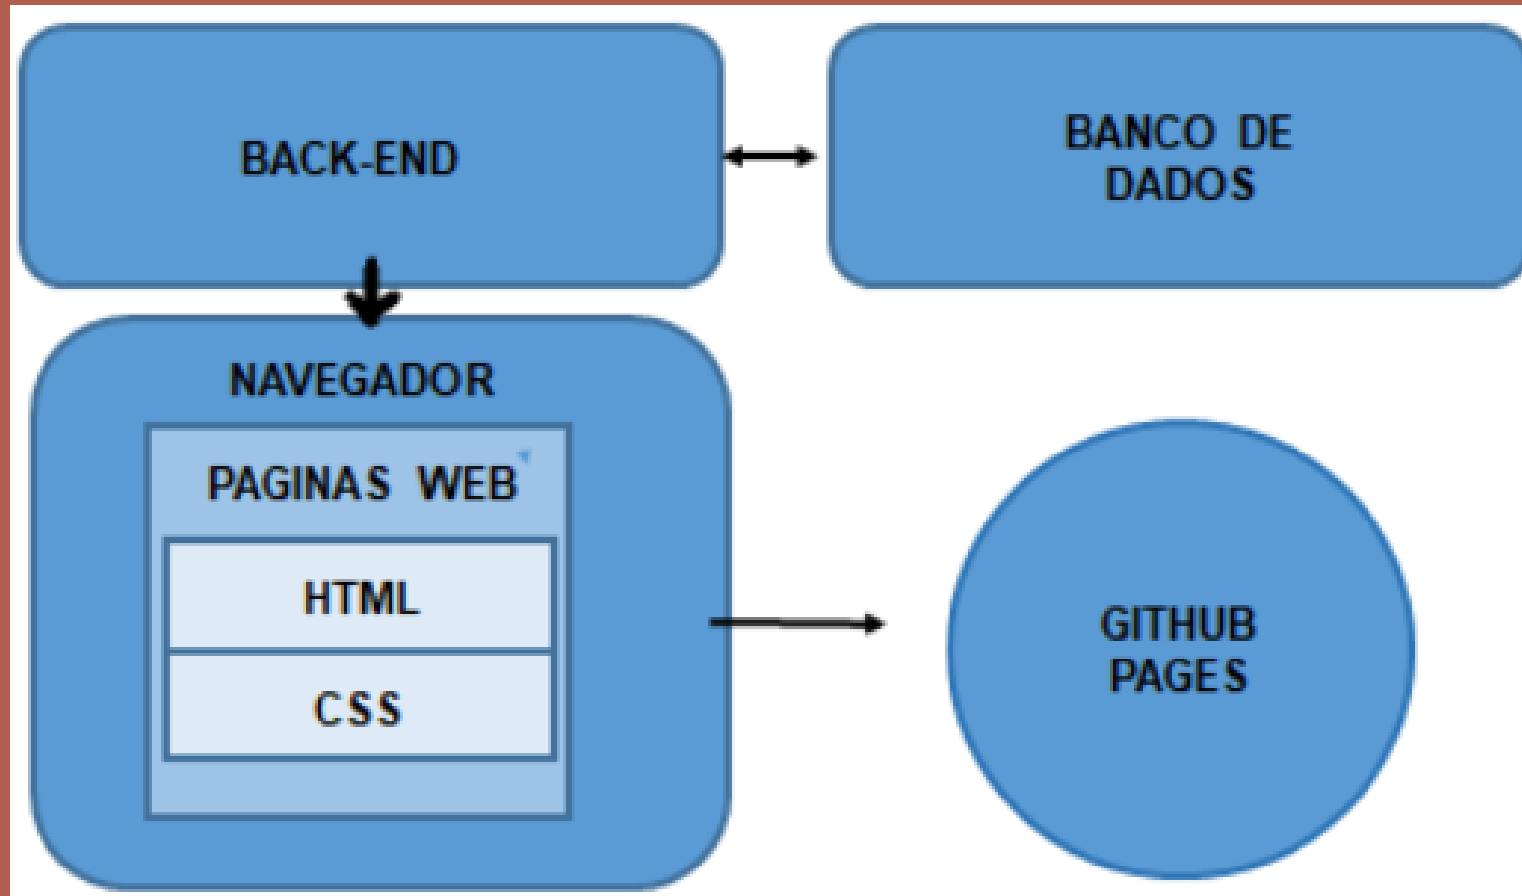 BACK-END
BANCO DE
DADOS
NAVEGADOR
PAGINAS WEB
HTML
CSS
GITHUB
PAGES